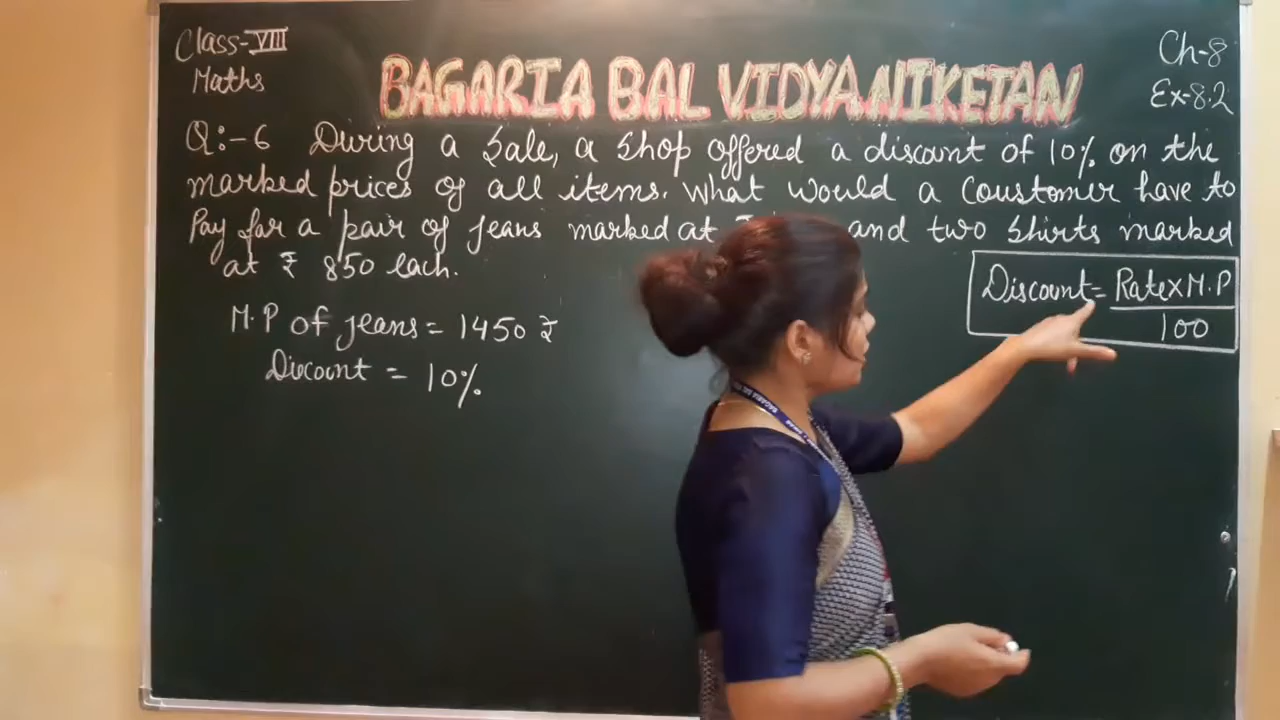 Class-VIII
Maths
BAGARIA BAL VIDYA NIKETAN
Ch-8
Ex-8.2
Q:-6 During a Sale, a Shop offered a discount of 10% on the
marked prices of all items. What would a Coustomer have to
Pay for a pair of Jeans marked at ₹ and two Shirts marked
at ₹ 850 each.
Discount = Rate×M.P
100
M.P of jeans = 1450 ₹
Discount = 10%